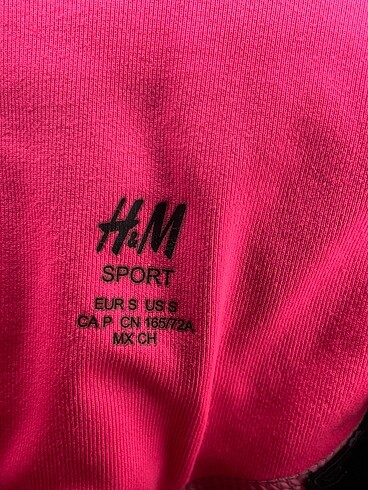 H&M
SPORT
EUR S US S
CA P CN 165/72A
MX CH